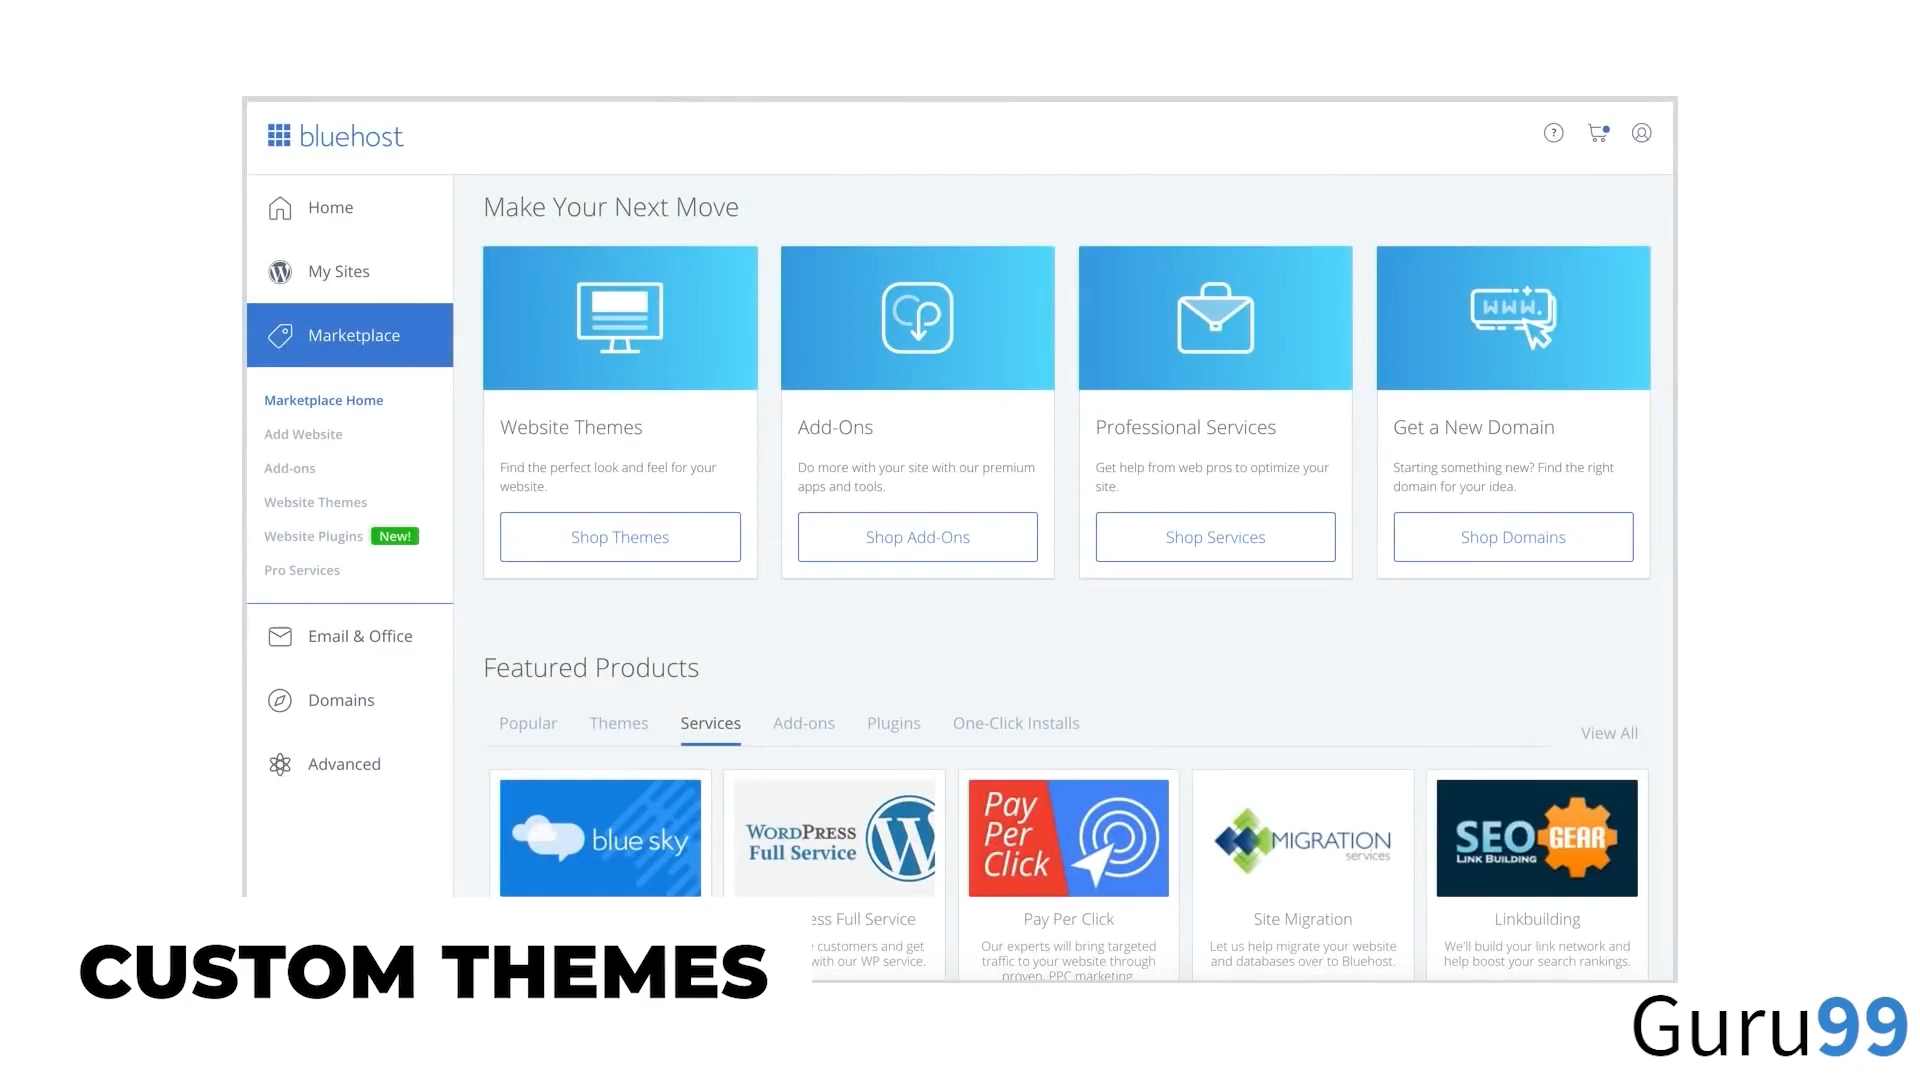 bluehost
?
Home
My Sites
Marketplace
Marketplace Home
Add Website
Add-ons
Website Themes
Website Plugins New!
Pro Services
Email & Office
Domains
Advanced
Make Your Next Move
WWW.
Website Themes
Find the perfect look and feel for your
website.
Shop Themes
Add-Ons
Do more with your site with our premium
apps and tools.
Shop Add-Ons
Professional Services
Get help from web pros to optimize your
site.
Shop Services
Get a New Domain
Starting something new? Find the right
domain for your idea.
Shop Domains
Featured Products
Popular Themes Services Add-ons Plugins One-Click Installs
View All
blue sky
WORDPRESS
Full Service
ess Full Service
customers and get
with our WP service.
Pay
Per
Click
Pay Per Click
Our experts will bring targeted
traffic to your website through
proven, PPC marketing
MIGRATION
services
Site Migration
Let us help migrate your website
and databases over to Bluehost.
SEO GEAR
LINK BUILDING
Linkbuilding
We'll build your link network and
help boost your search rankings.
CUSTOM THEMES
Guru99